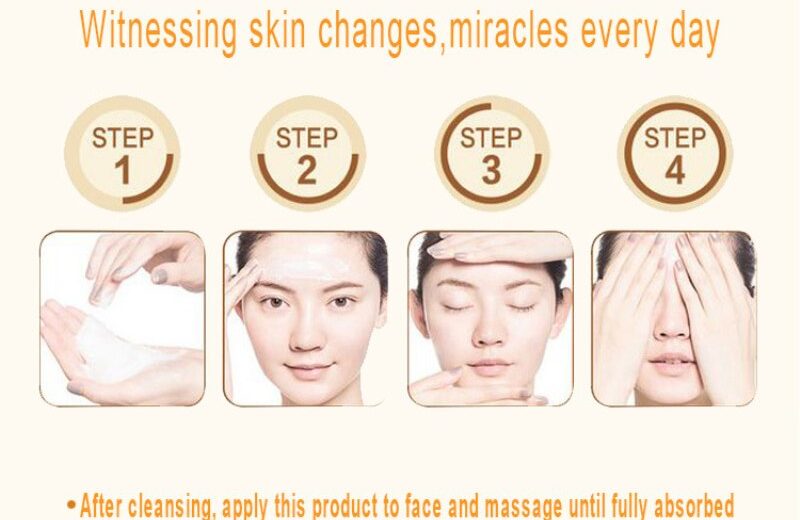 Witnessing skin changes,miracles every day
STEP
1
STEP
2
STEP
3
STEP
4
•After cleansing, apply this product to face and massage until fully absorbed